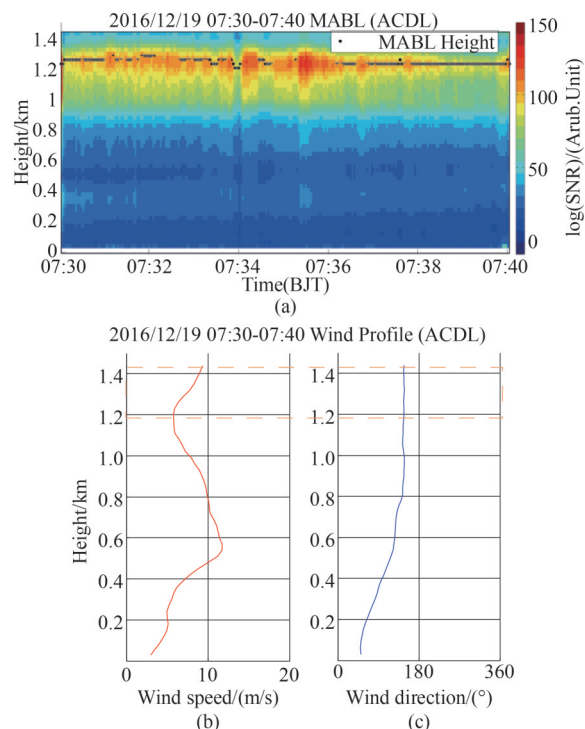 2016/12/19 07:30-07:40 MABL (ACDL)
1.4
1.2
1
0.8
0.6
0.4
0.2
0
Height/km
MABL Height
07:30 07:32 07:34 07:36 07:38 07:40
Time(BJT)
(a)
150
100
50
0
log(SNR)/(Arub.Unit)
2016/12/19 07:30-07:40 Wind Profile (ACDL)
1.4
1.2
1.0
0.8
0.6
0.4
0.2
Height/km
0 10 20
Wind speed/(m/s)
(b)
1.4
1.2
1.0
0.8
0.6
0.4
0.2
0 180 360
Wind direction/(°)
(c)